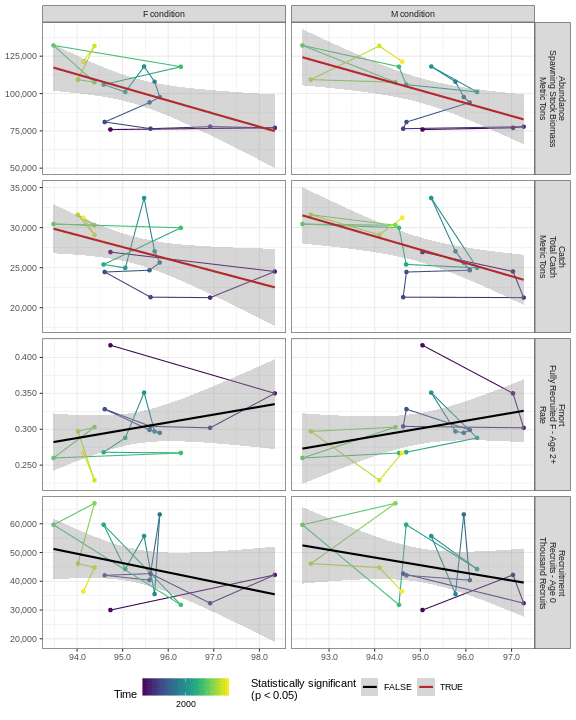 F condition
M condition
125,000
100,000
75,000
50,000
Abundance
Spawning Stock Biomass
Metric Tons
35,000
30,000
25,000
20,000
Catch
Total Catch
Metric Tons
0.400
0.350
0.300
0.250
Fmort
Fully Recruited F - Age 2+
Rate
60,000
50,000
40,000
30,000
20,000
Recruitment
Recruits - Age 0
Thousand Recruits
94.0 95.0 96.0 97.0 98.0
93.0 94.0 95.0 96.0 97.0
Time
2000
Statistically significant
(p < 0.05)
FALSE
TRUE